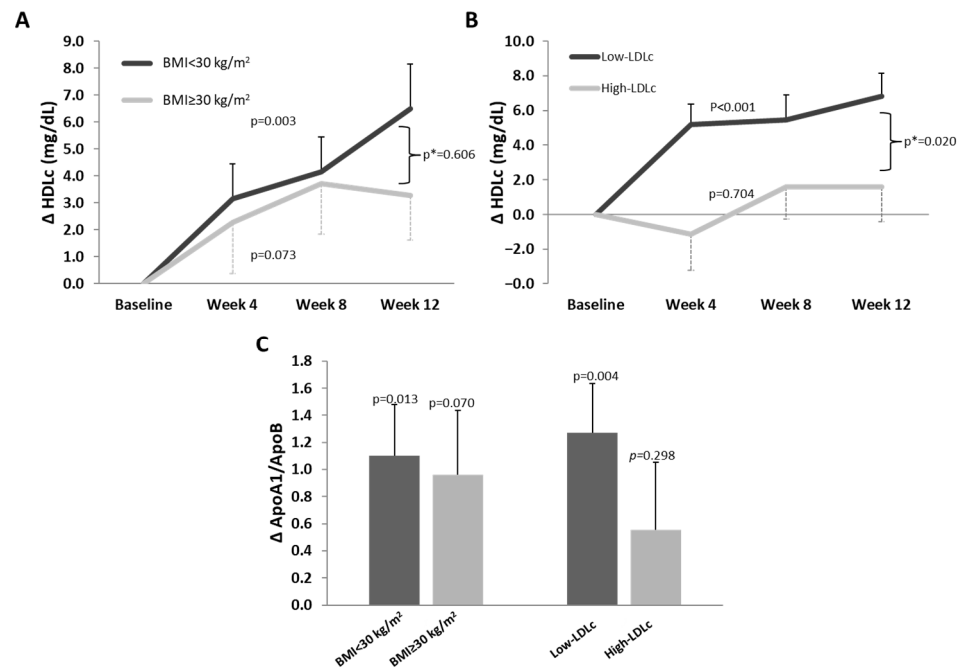 A
9.0
8.0
7.0
6.0
5.0
4.0
3.0
2.0
1.0
0.0
Δ HDLc (mg/dL)
BMI<30 kg/m²
BMI≥30 kg/m²
p=0.003
p*=0.606
p=0.073
Baseline Week 4 Week 8 Week 12
B
10.0
8.0
6.0
4.0
2.0
0.0
−2.0
−0.0
Δ HDLc (mg/dL)
Low-LDLc
High-LDLc
P<0.001
p*=0.020
p=0.704
Baseline Week 4 Week 8 Week 12
C
1.8
1.6
1.4
1.2
1.0
0.8
0.6
0.4
0.2
0.0
Δ ApoA1/ApoB
p=0.013
p=0.070
p=0.004
p=0.298
BMI<30 kg/m²
BMI≥30 kg/m²
Low-LDLc
High-LDLc